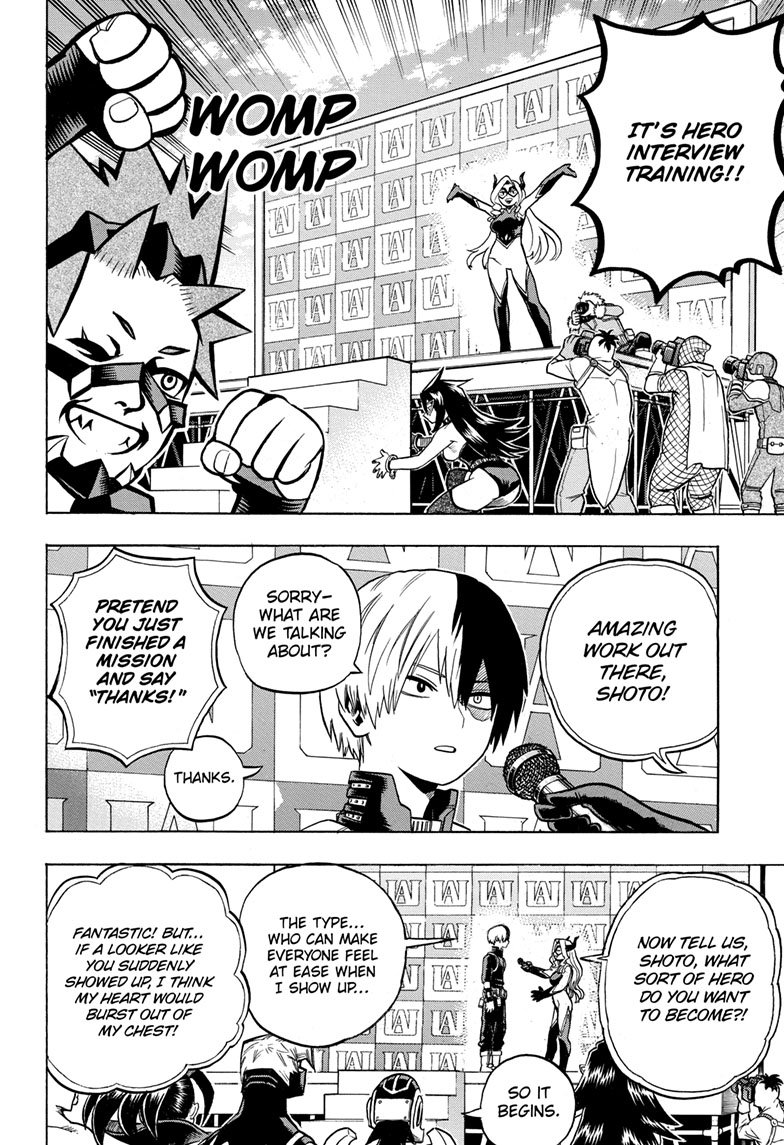 IT'S HERO
INTERVIEW
TRAINING!!
WOMP
WOMP
AMAZING
WORK OUT
THERE,
SHOTO!
SORRY–
WHAT ARE
WE TALKING
ABOUT?
PRETEND
YOU JUST
FINISHED A
MISSION
AND SAY
"THANKS!"
THANKS.
NOW TELL US,
SHOTO, WHAT
SORT OF HERO
DO YOU WANT
TO BECOME?!
THE TYPE...
WHO CAN MAKE
EVERYONE FEEL
AT EASE WHEN
I SHOW UP...
FANTASTIC! BUT...
IF A LOOKER LIKE
YOU SUDDENLY
SHOWED UP, I THINK
MY HEART WOULD
BURST OUT OF
MY CHEST!
SO IT
BEGINS.